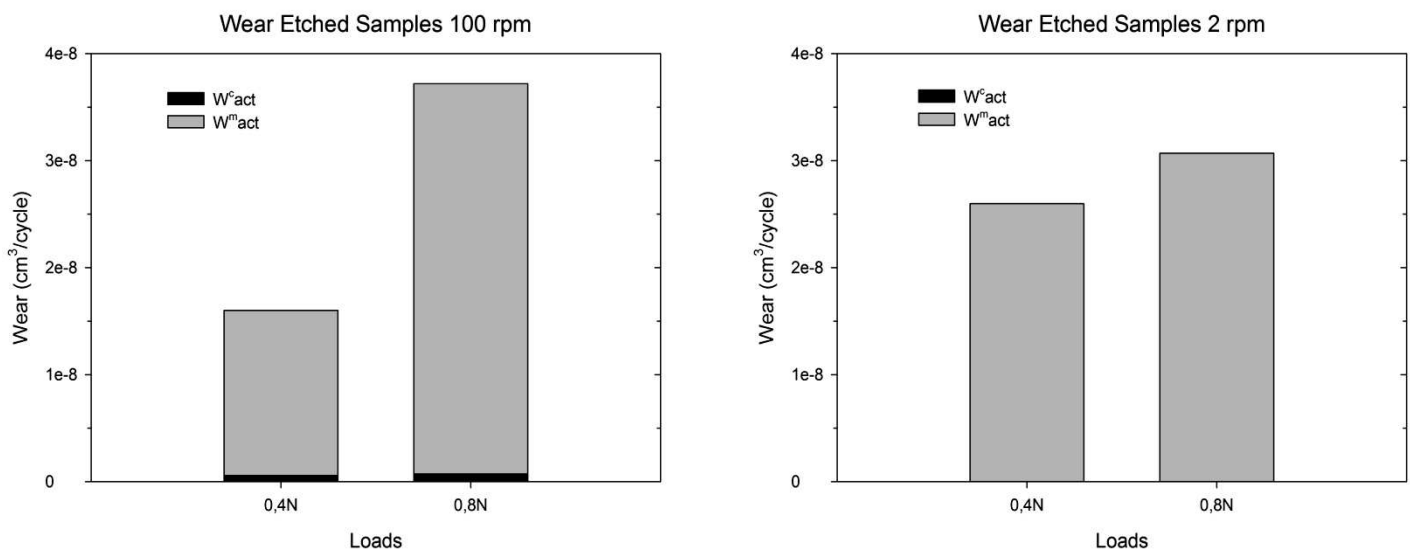 Wear Etched Samples 100 rpm
4e-8
3e-8
2e-8
1e-8
0
Wear (cm³/cycle)
Wᶜact
Wᵐact
0,4N
0,8N
Loads
Wear Etched Samples 2 rpm
4e-8
3e-8
2e-8
1e-8
0
Wear (cm³/cycle)
Wᶜact
Wᵐact
0,4N
0,8N
Loads